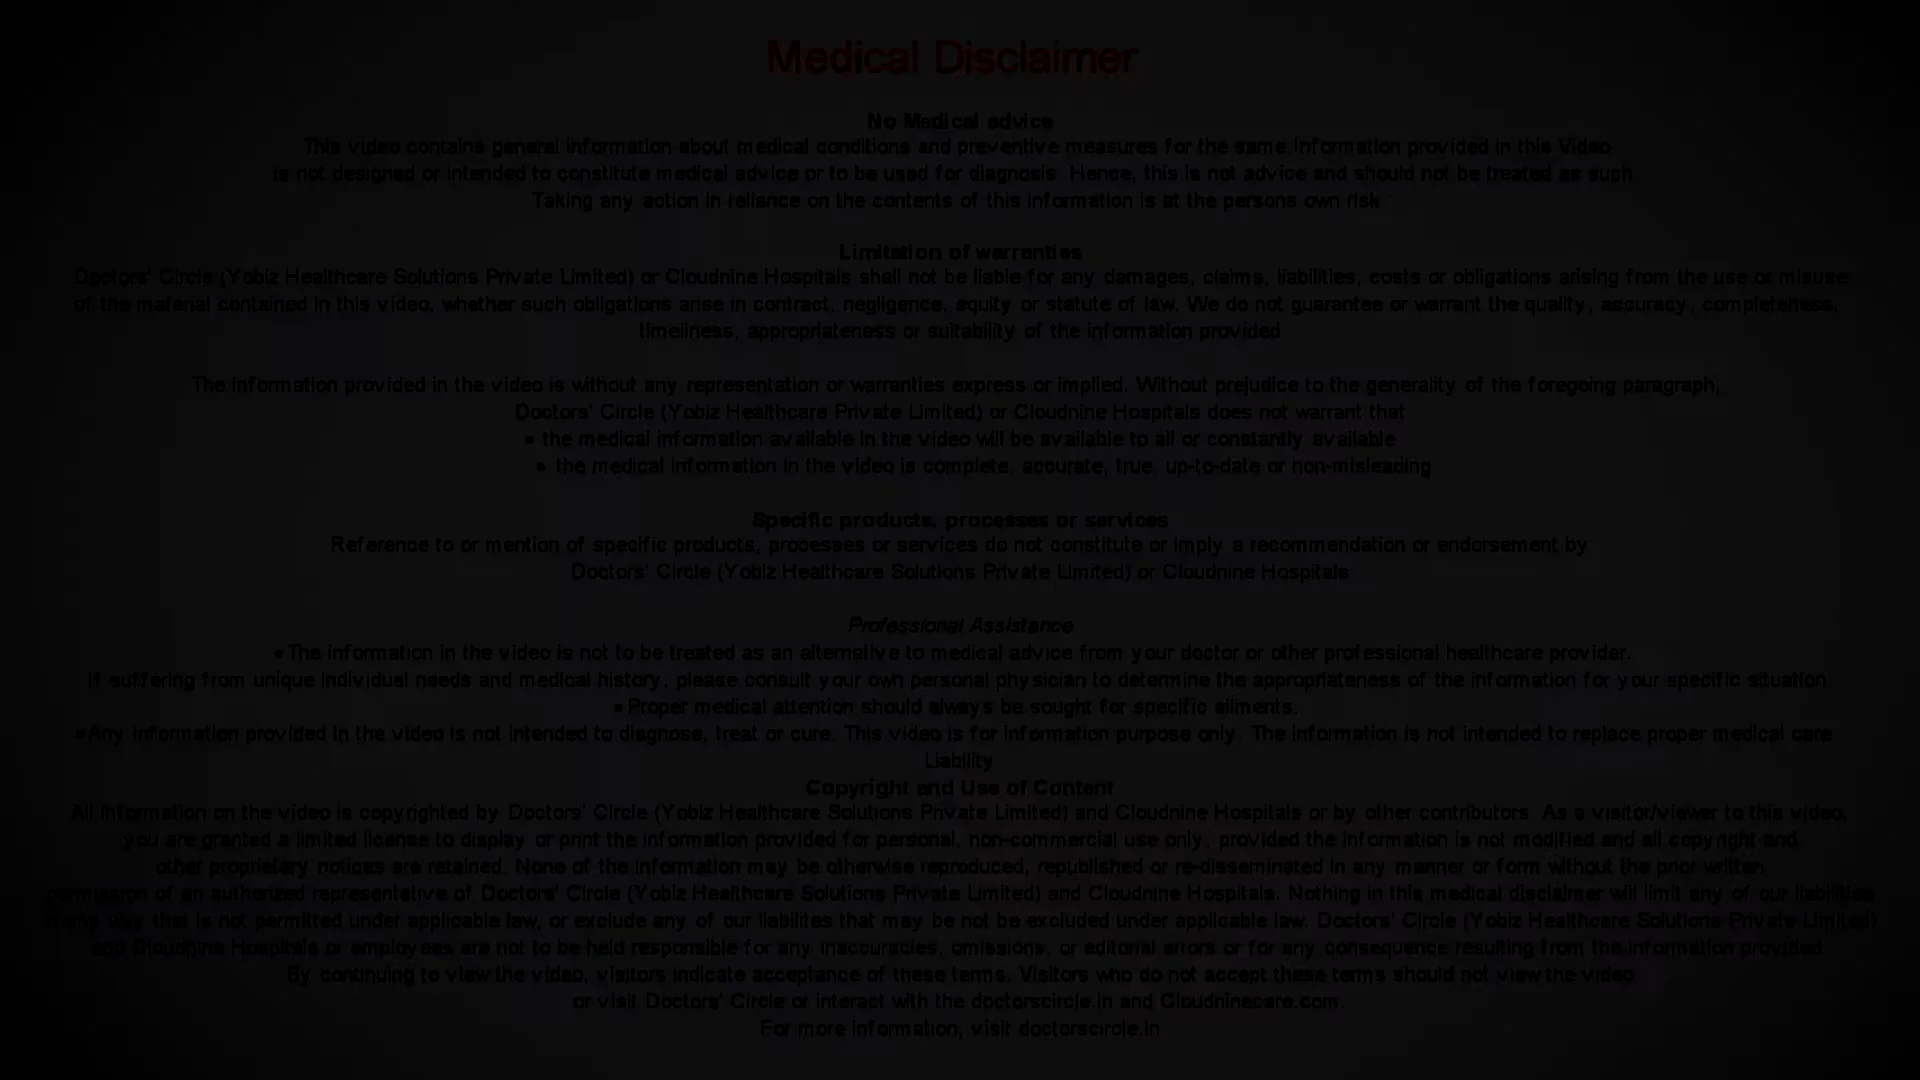 Medical Disclaimer
No Medical advice
This video contains general information about medical conditions and preventive measures for the same.Information provided in this Video
is not designed or intended to constitute medical advice or to be used for diagnosis. Hence, this is not advice and should not be treated as such.
Taking any action in reliance on the contents of this information is at the persons own risk
Limitation of warranties
Doctors' Circle (Yobiz Healthcare Solutions Private Limited) or Cloudnine Hospitals shall not be liable for any damages, claims, liabilities, costs or obligations arising from the use or misuse
of the material contained in this video, whether such obligations arise in contract, negligence, equity or statute of law. We do not guarantee or warrant the quality, accuracy, completeness,
timeliness, appropriateness or suitability of the information provided
The information provided in the video is without any representation or warranties express or implied. Without prejudice to the generality of the foregoing paragraph,
Doctors' Circle (Yobiz Healthcare Private Limited) or Cloudnine Hospitals does not warrant that
• the medical information available in the video will be available to all or constantly available
• the medical information in the video is complete, accurate, true, up-to-date or non-misleading
Specific products, processes or services
Reference to or mention of specific products, processes or services do not constitute or imply a recommendation or endorsement by
Doctors' Circle (Yobiz Healthcare Solutions Private Limited) or Cloudnine Hospitals
Professional Assistance
• The information in the video is not to be treated as an alternative to medical advice from your doctor or other professional healthcare provider.
If suffering from unique individual needs and medical history, please consult your own personal physician to determine the appropriateness of the information for your specific situation.
• Proper medical attention should always be sought for specific ailments.
• Any information provided in the video is not intended to diagnose, treat or cure. This video is for information purpose only. The information is not intended to replace proper medical care
Liability
Copyright and Use of Content
All information on the video is copyrighted by Doctors' Circle (Yobiz Healthcare Solutions Private Limited) and Cloudnine Hospitals or by other contributors. As a visitor/viewer to this video,
you are granted a limited license to display or print the information provided for personal, non-commercial use only, provided the information is not modified and all copyright and
other proprietary notices are retained. None of the information may be otherwise reproduced, republished or re-disseminated in any manner or form without the prior written
permission of an authorized representative of Doctors' Circle (Yobiz Healthcare Solutions Private Limited) and Cloudnine Hospitals. Nothing in this medical disclaimer will limit any of our liabilities
in any way that is not permitted under applicable law, or exclude any of our liabilites that may be not be excluded under applicable law. Doctors' Circle (Yobiz Healthcare Solutions Private Limited)
and Cloudnine Hospitals or employees are not to be held responsible for any inaccuracies, omissions, or editorial errors or for any consequence resulting from the information provided.
By continuing to view the video, visitors indicate acceptance of these terms. Visitors who do not accept these terms should not view the video
or visit Doctors' Circle or interact with the doctorscircle.in and Cloudninecare.com.
For more information, visit doctorscircle.in